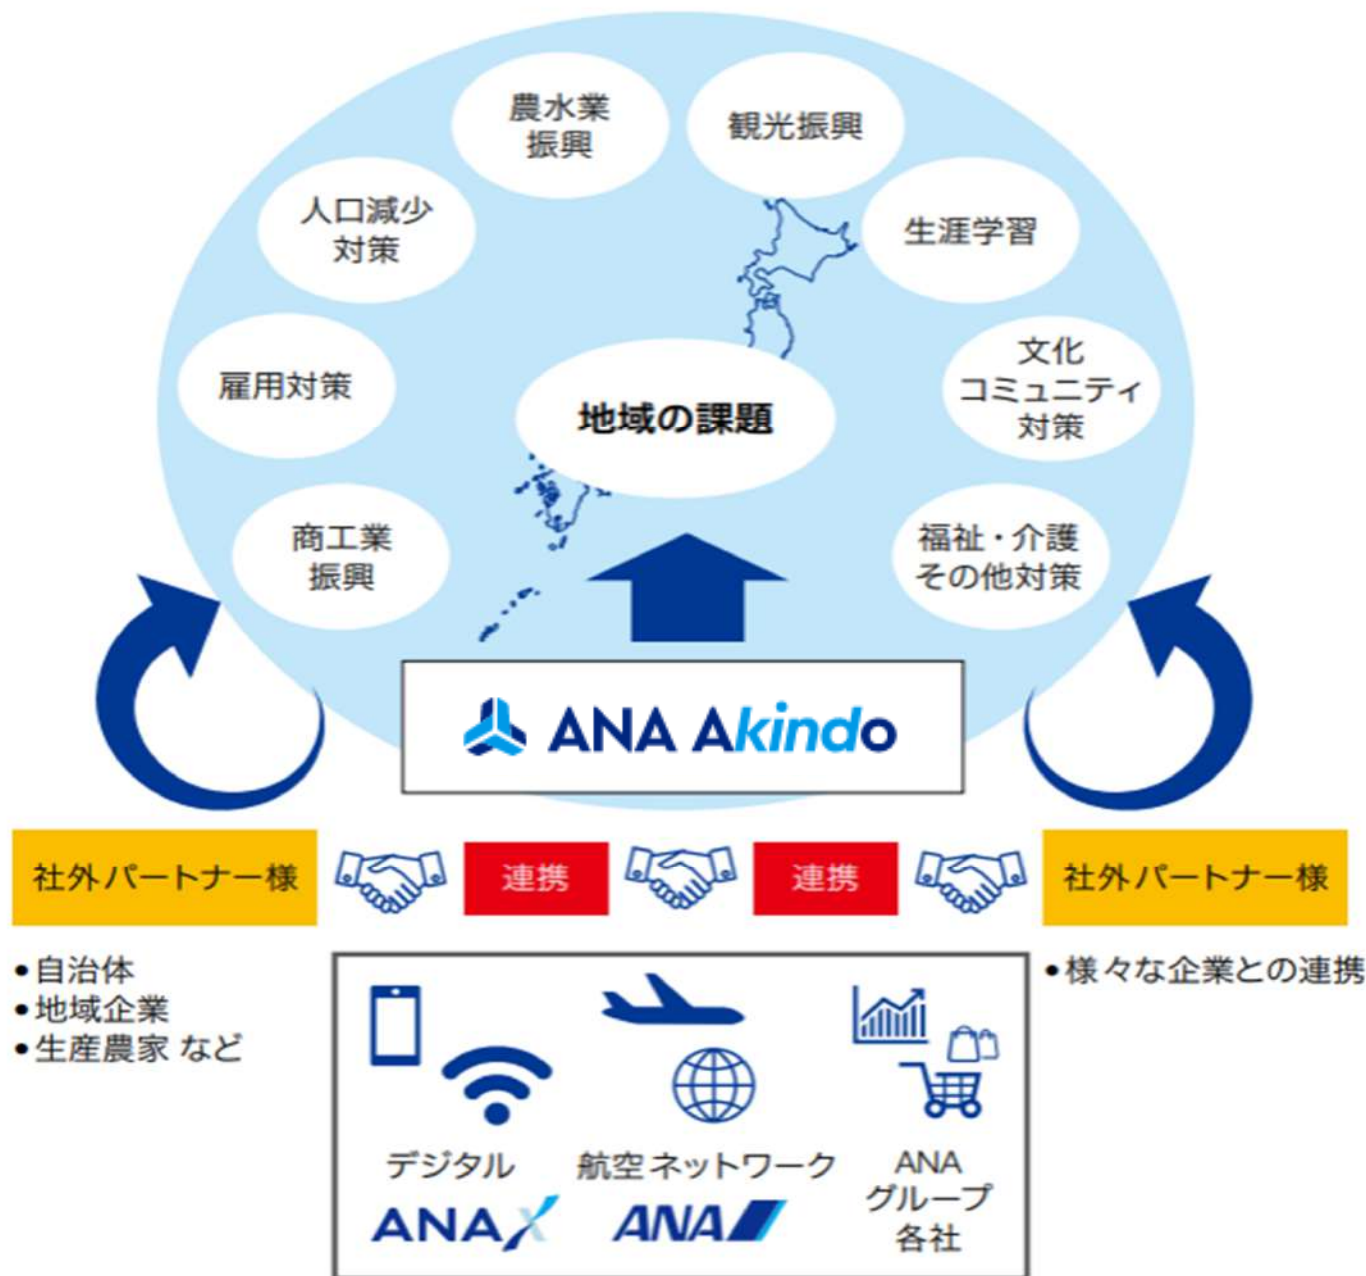 農水業
振興
観光振興
人口減少
対策
生涯学習
雇用対策
地域の課題
文化
コミュニティ
対策
商工業
振興
福祉・介護
その他対策
ANA Akindo
社外パートナー様
連携
連携
社外パートナー様
•自治体
•地域企業
•生産農家 など
•様々な企業との連携
デジタル
ANA X
航空ネットワーク
ANA
ANA
グループ
各社